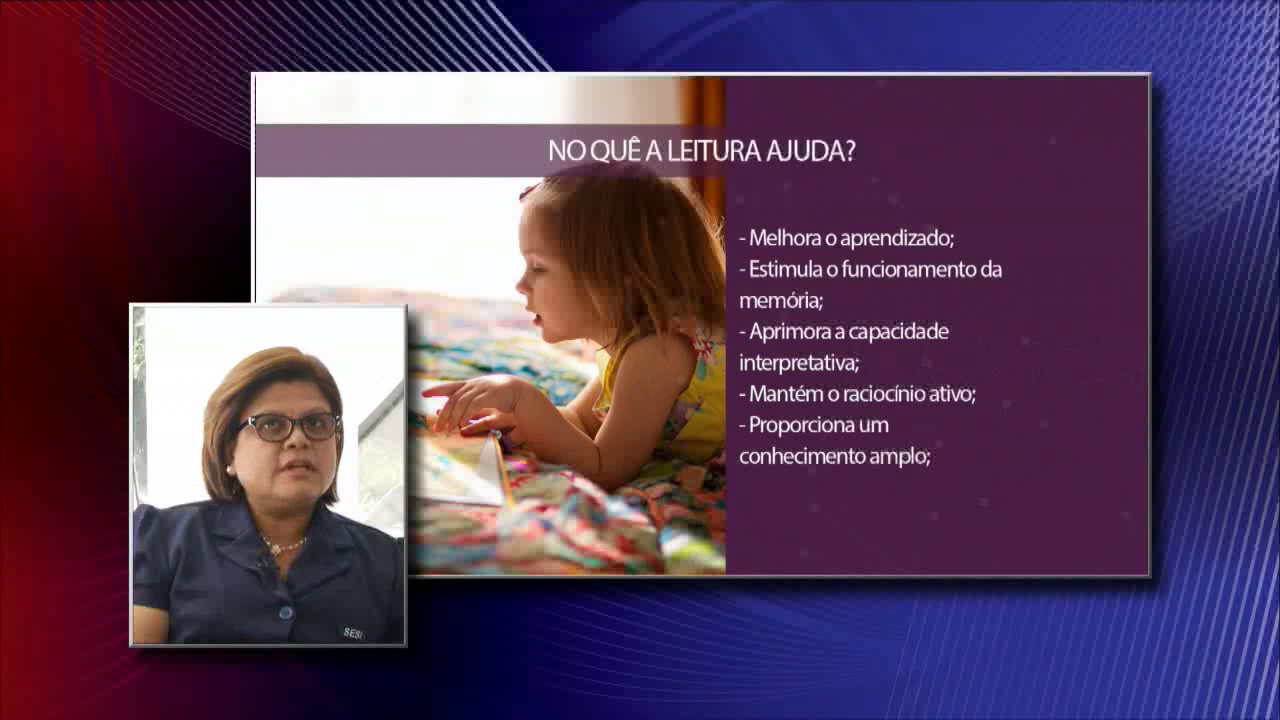 NO QUÊ A LEITURA AJUDA?
- Melhora o aprendizado;
- Estimula o funcionamento da
memória;
- Aprimora a capacidade
interpretativa;
- Mantém o raciocínio ativo;
- Proporciona um
conhecimento amplo;
SESI